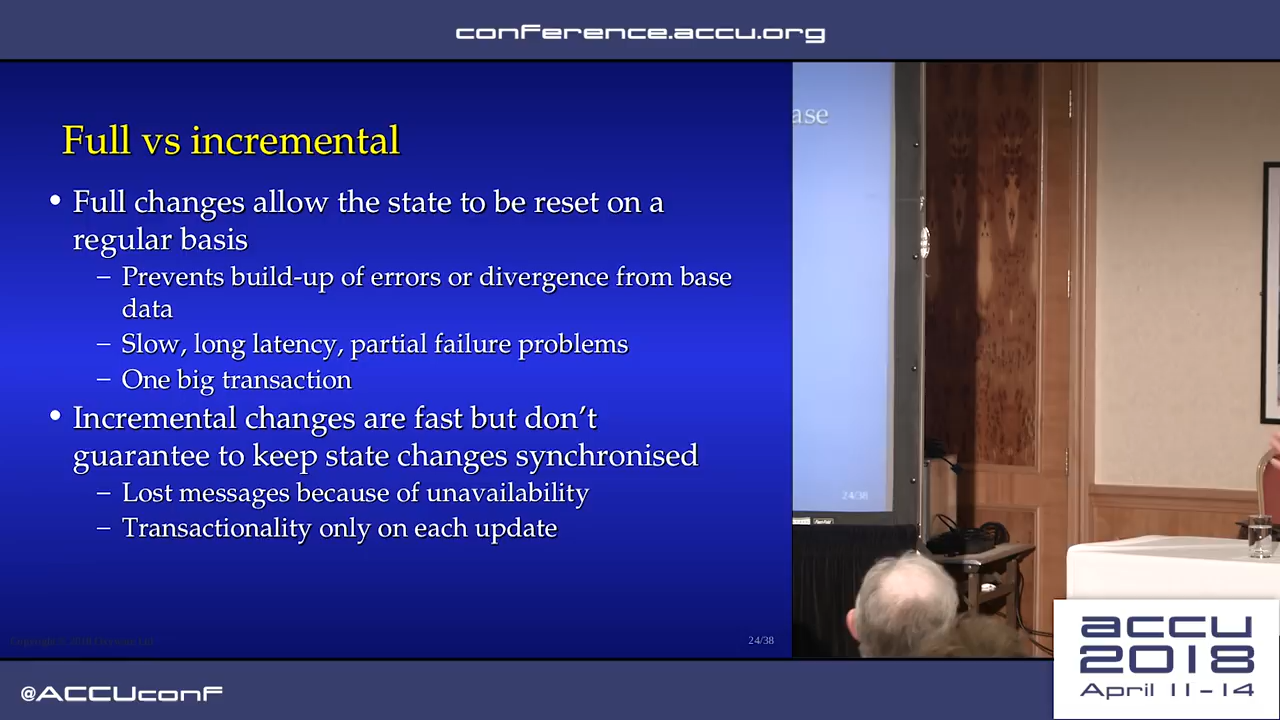 conference.accu.org
Full vs incremental
• Full changes allow the state to be reset on a
regular basis
– Prevents build-up of errors or divergence from base
data
– Slow, long latency, partial failure problems
– One big transaction
• Incremental changes are fast but don't
guarantee to keep state changes synchronised
– Lost messages because of unavailability
– Transactionality only on each update
24/38
ase
24/38
accu
2018
April 11-14
@ACCUconf